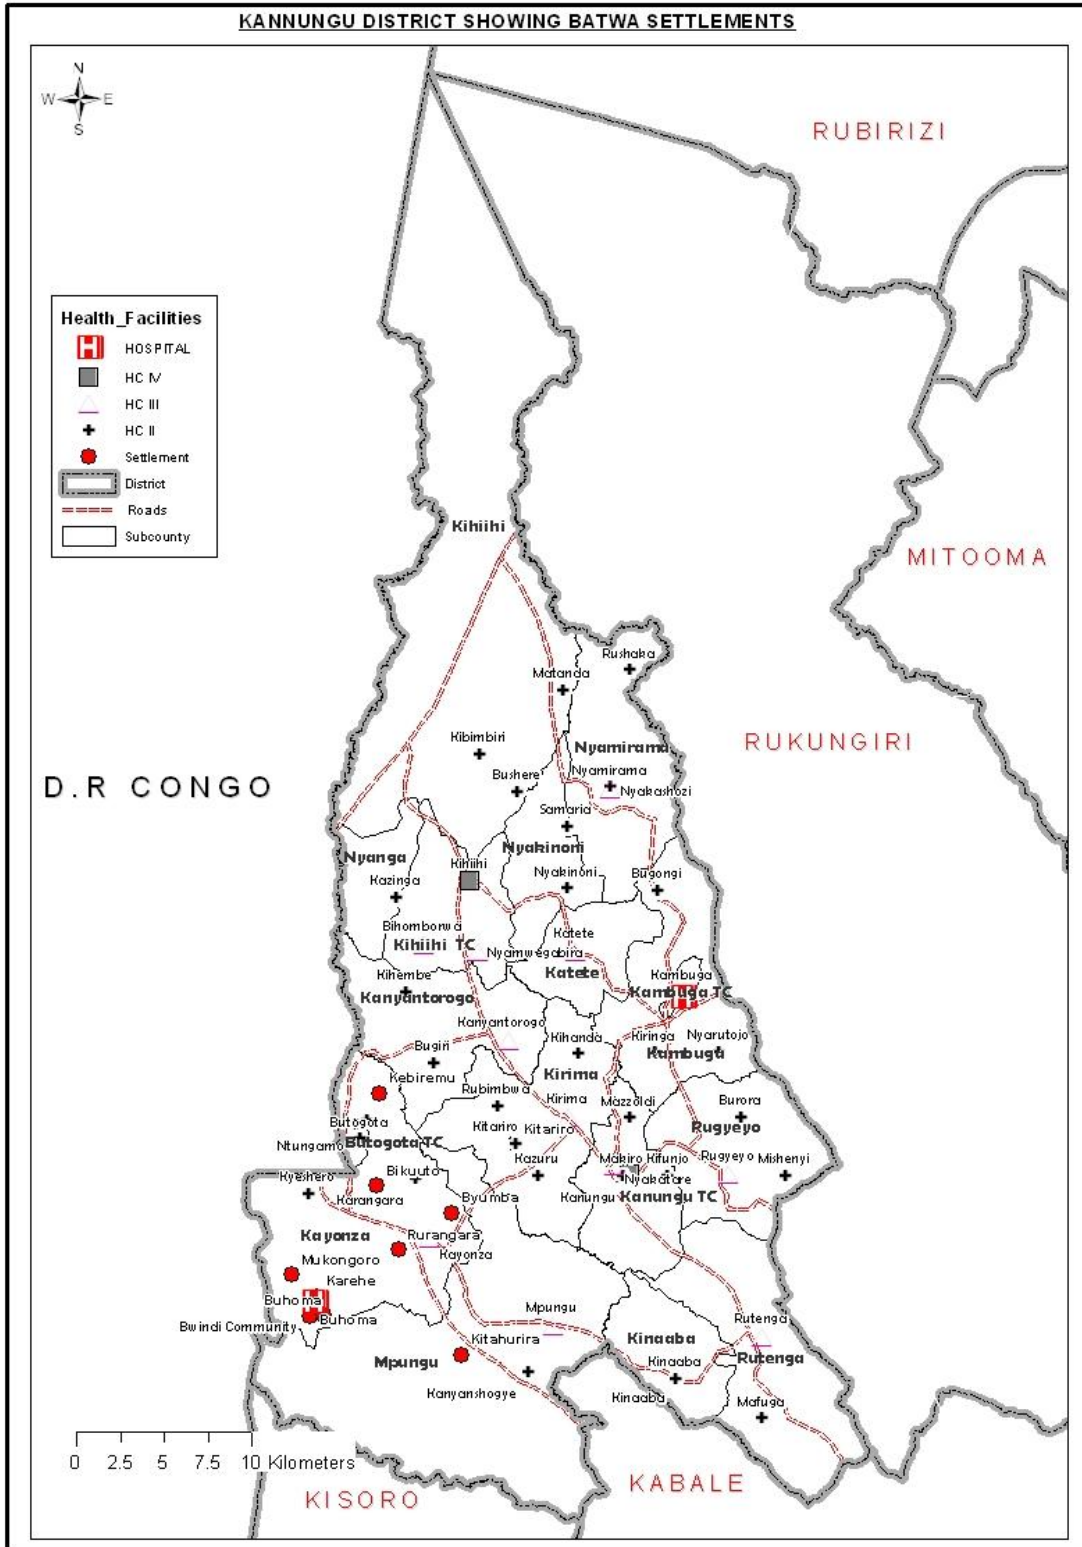 KANNUNGU DISTRICT SHOWING BATWA SETTLEMENTS
N
W E
S
RUBIRIZI
Health_Facilities
HOSPITAL
HC IV
HC III
HC II
Settlement
District
Roads
Subcounty
Kihiihi
MITOOMA
Rushaka
Matanda
Kibimbiri
Nyamirama
RUKUNGIRI
Bushere
Nyamirama
D.R CONGO
Nyakashozi
Samaria
Nyakinoni
Nyanga
Kihiihi
Nyakinoni
Bugongi
Kazinga
Bihomborwa
Katete
Kihiihi TC
Nyamwegabira
Kihembe
Katete
Kambuga
Kanyantorogo
Kambuga TC
Kanyantorogo
Kihanda
Kiringa
Nyarutojo
Bugiri
Kambuga
Kebiremu
Kirima
Rubimbwa
Kirima
Mazzoldi
Burora
Butogota
Kitariro
Kitariro
Rugyeyo
Ntungamo
Butogota TC
Kazuru
Makiro
Kifunjo
Rugyeyo
Mishenyi
Kyeshero
Bikuuto
Nyakatare
Karangara
Byumba
Kanungu
Kanungu TC
Kayonza
Rurangara
Kayonza
Mukongoro
Karehe
Buhoma
Bwindi Community
Buhoma
Mpungu
Rutenga
Kitahurira
Kinaaba
Mpungu
Kinaaba
Rutenga
Kanyanshogye
Kinaaba
Mafuga
0 2.5 5 7.5 10 Kilometers
KABALE
KISORO